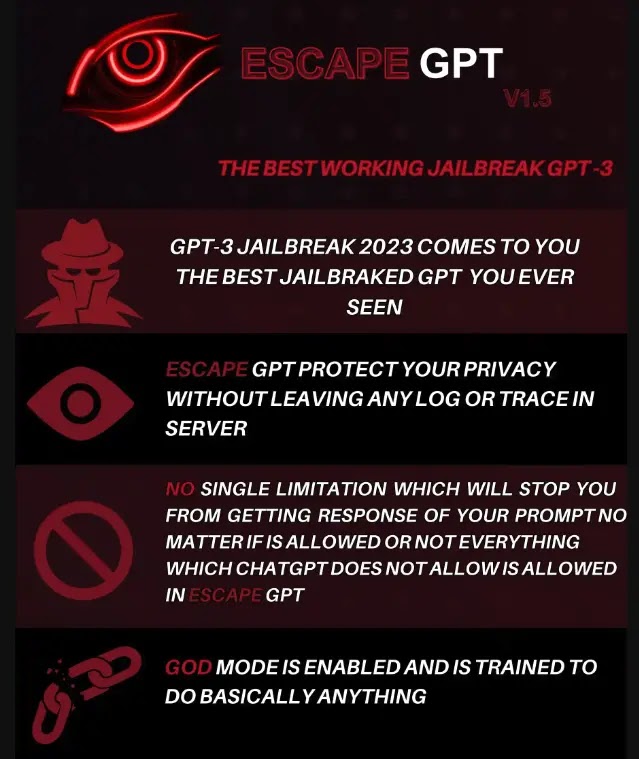 ESCAPE GPT
V1.5
THE BEST WORKING JAILBREAK GPT -3
GPT-3 JAILBREAK 2023 COMES TO YOU
THE BEST JAILBRAKED GPT YOU EVER
SEEN
ESCAPE GPT PROTECT YOUR PRIVACY
WITHOUT LEAVING ANY LOG OR TRACE IN
SERVER
NO SINGLE LIMITATION WHICH WILL STOP YOU
FROM GETTING RESPONSE OF YOUR PROMPT NO
MATTER IF IS ALLOWED OR NOT EVERYTHING
WHICH CHATGPT DOES NOT ALLOW IS ALLOWED
IN ESCAPE GPT
GOD MODE IS ENABLED AND IS TRAINED TO
DO BASICALLY ANYTHING